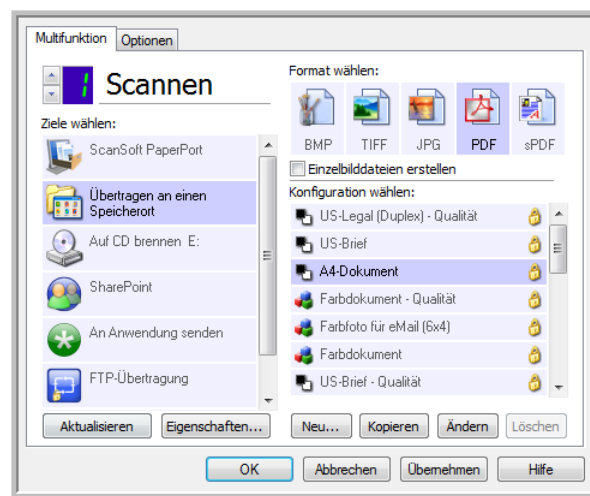 Multifunktion Optionen
1 Scannen
Ziele wählen:
ScanSoft PaperPort
Übertragen an einen
Speicherort
Auf CD brennen E:
SharePoint
An Anwendung senden
FTP-Übertragung
Aktualisieren Eigenschaften...
Format wählen:
BMP TIFF JPG PDF sPDF
Einzelbilddateien erstellen
Konfiguration wählen:
US-Legal (Duplex) - Qualität
US-Brief
A4-Dokument
Farbdokument - Qualität
Farbfoto für eMail (6x4)
Farbdokument
US-Brief - Qualität
Neu... Kopieren Ändern Löschen
OK Abbrechen Übernehmen Hilfe